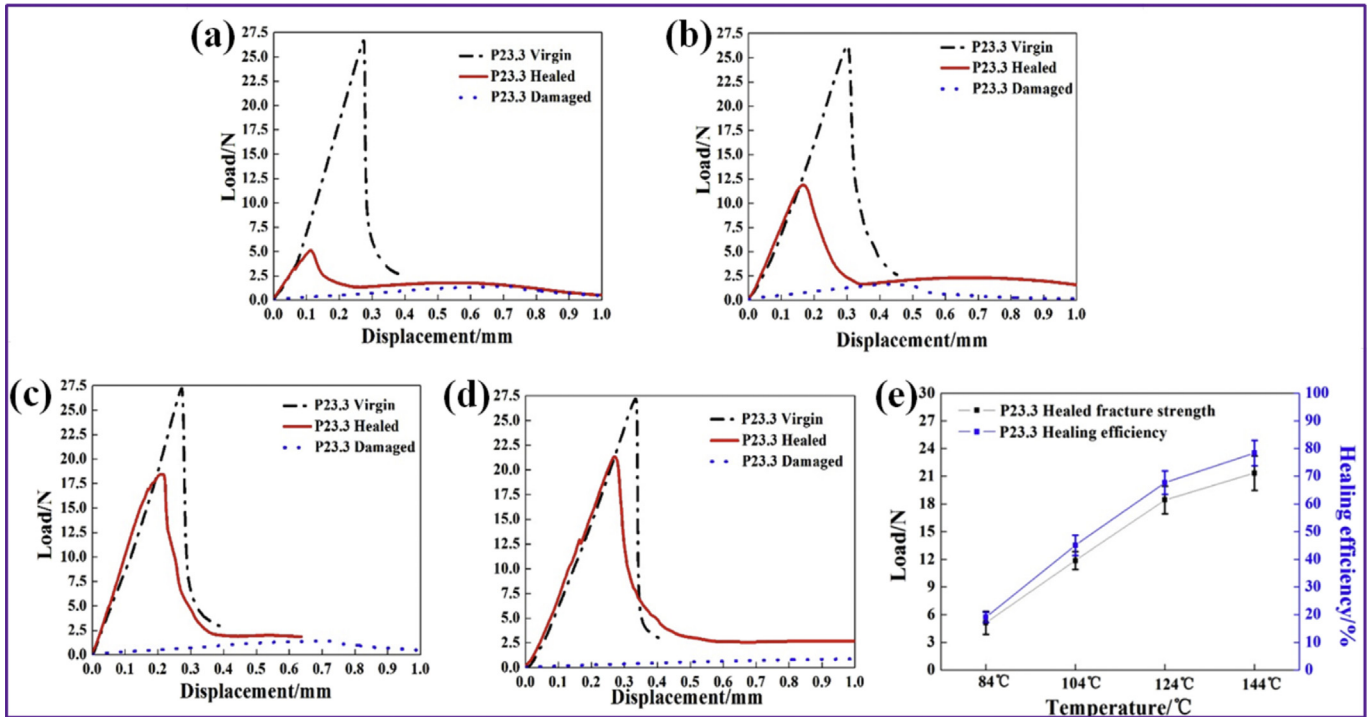 (a)
27.5
25.0
22.5
20.0
17.5
15.0
12.5
10.0
7.5
5.0
2.5
0.0
Load/N
P23.3 Virgin
P23.3 Healed
P23.3 Damaged
0.0 0.1 0.2 0.3 0.4 0.5 0.6 0.7 0.8 0.9 1.0
Displacement/mm
(b)
27.5
25.0
22.5
20.0
17.5
15.0
12.5
10.0
7.5
5.0
2.5
0.0
Load/N
P23.3 Virgin
P23.3 Healed
P23.3 Damaged
0.0 0.1 0.2 0.3 0.4 0.5 0.6 0.7 0.8 0.9 1.0
Displacement/mm
(c)
27.5
25.0
22.5
20.0
17.5
15.0
12.5
10.0
7.5
5.0
2.5
0.0
Load/N
P23.3 Virgin
P23.3 Healed
P23.3 Damaged
0.0 0.1 0.2 0.3 0.4 0.5 0.6 0.7 0.8 0.9 1.0
Displacement/mm
(d)
27.5
25.0
22.5
20.0
17.5
15.0
12.5
10.0
7.5
5.0
2.5
0.0
Load/N
P23.3 Virgin
P23.3 Healed
P23.3 Damaged
0.0 0.1 0.2 0.3 0.4 0.5 0.6 0.7 0.8 0.9 1.0
Displacement/mm
(e)
30
27
24
21
18
15
12
9
6
3
0
Load/N
P23.3 Healed fracture strength
P23.3 Healing efficiency
100
90
80
70
60
50
40
30
20
10
0
Healing efficiency/%
84℃ 104℃ 124℃ 144℃
Temperature/℃